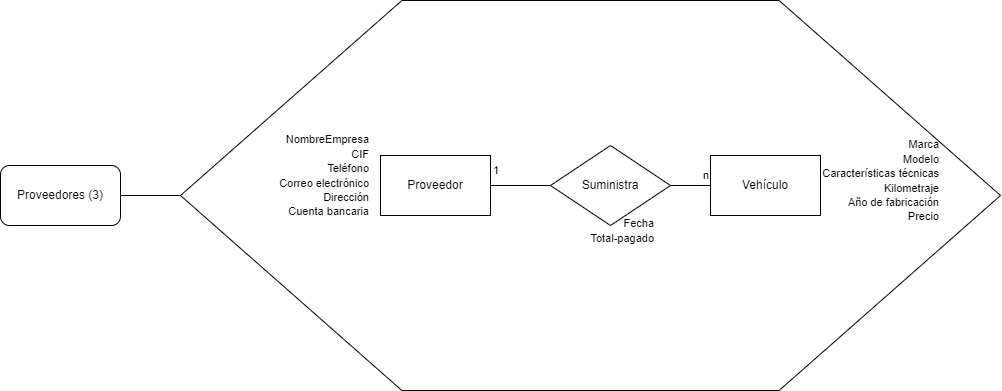 Proveedores (3)
NombreEmpresa
CIF
Teléfono
Correo electrónico
Dirección
Cuenta bancaria
Proveedor
1
Suministra
Fecha
Total-pagado
n
Vehículo
Marca
Modelo
Características técnicas
Kilometraje
Año de fabricación
Precio